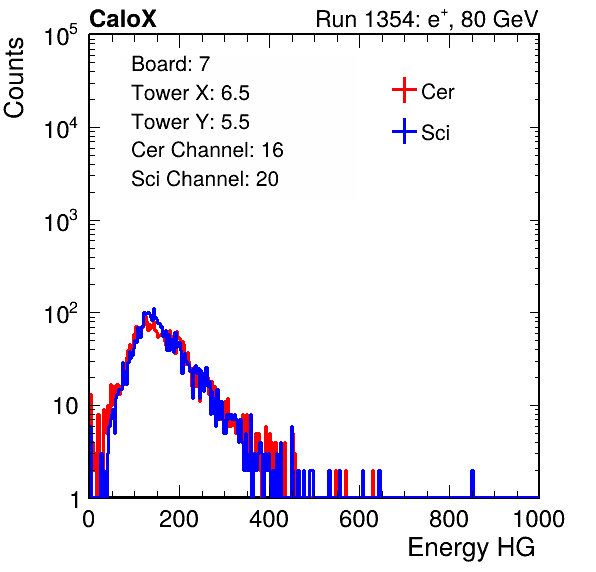 CaloX
Run 1354: e⁺, 80 GeV
Counts
10⁵
10⁴
10³
10²
10
1
Board: 7
Tower X: 6.5
Tower Y: 5.5
Cer Channel: 16
Sci Channel: 20
Cer
Sci
0 200 400 600 800 1000
Energy HG